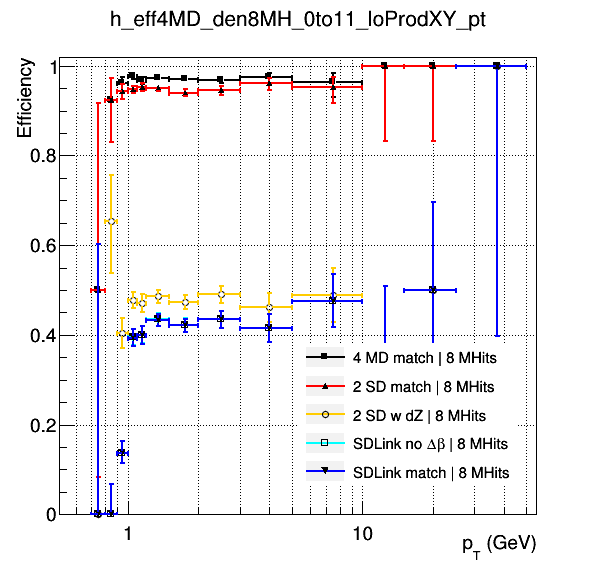 h_eff4MD_den8MH_0to11_loProdXY_pt
Efficiency
1
0.8
0.6
0.4
0.2
0
4 MD match | 8 MHits
2 SD match | 8 MHits
2 SD w dZ | 8 MHits
SDLink no Δβ | 8 MHits
SDLink match | 8 MHits
1
10
p_T (GeV)